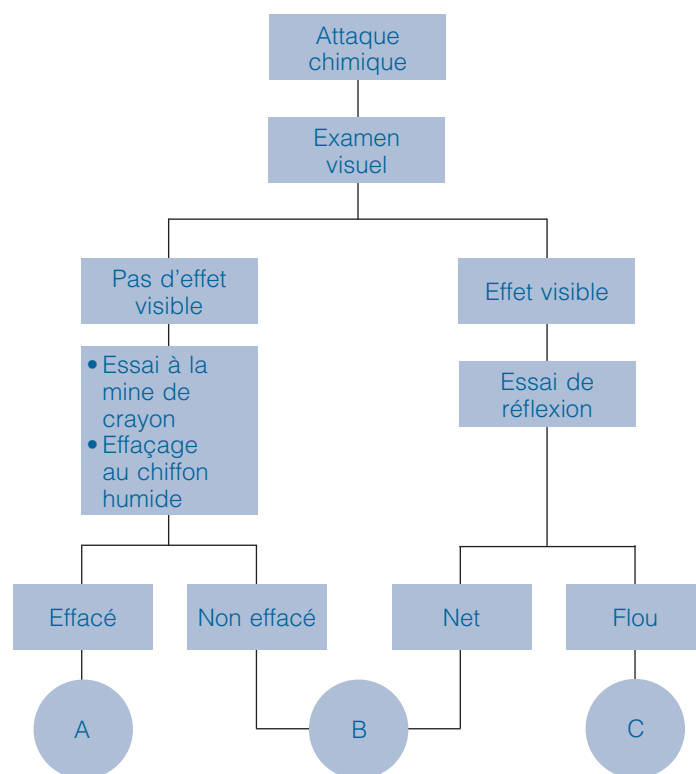 Attaque
chimique
Examen
visuel
Pas d'effet
visible
Effet visible
• Essai à la
mine de
crayon
• Effaçage
au chiffon
humide
Essai de
réflexion
Effacé
Non effacé
Net
Flou
A
B
C